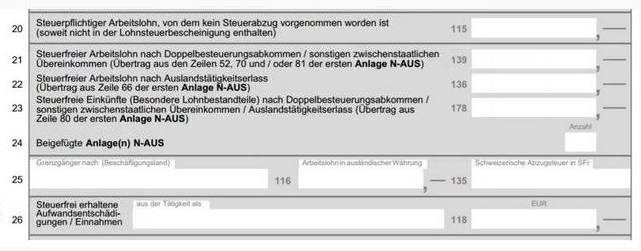 20 Steuerpflichtiger Arbeitslohn, von dem kein Steuerabzug vorgenommen worden ist
(soweit nicht in der Lohnsteuerbescheinigung enthalten) 115 , —
21 Steuerfreier Arbeitslohn nach Doppelbesteuerungsabkommen / sonstigen zwischenstaatlichen
Übereinkommen (Übertrag aus den Zeilen 52, 70 und / oder 81 der ersten Anlage N-AUS) 139 , —
22 Steuerfreier Arbeitslohn nach Auslandstätigkeitserlass
(Übertrag aus Zeile 66 der ersten Anlage N-AUS) 136 , —
23 Steuerfreie Einkünfte (Besondere Lohnbestandteile) nach Doppelbesteuerungsabkommen /
sonstigen zwischenstaatlichen Übereinkommen / Auslandstätigkeitserlass (Übertrag aus
Zeile 80 der ersten Anlage N-AUS) 178 , —
Anzahl
24 Beigefügte Anlage(n) N-AUS
Grenzgänger nach (Beschäftigungsland) Arbeitslohn in ausländischer Währung Schweizerische Abzugsteuer in SFr
25 116 , — 135
Steuerfrei erhaltene aus der Tätigkeit als EUR
Aufwandsentschädi-
26 gungen / Einnahmen 118 , —